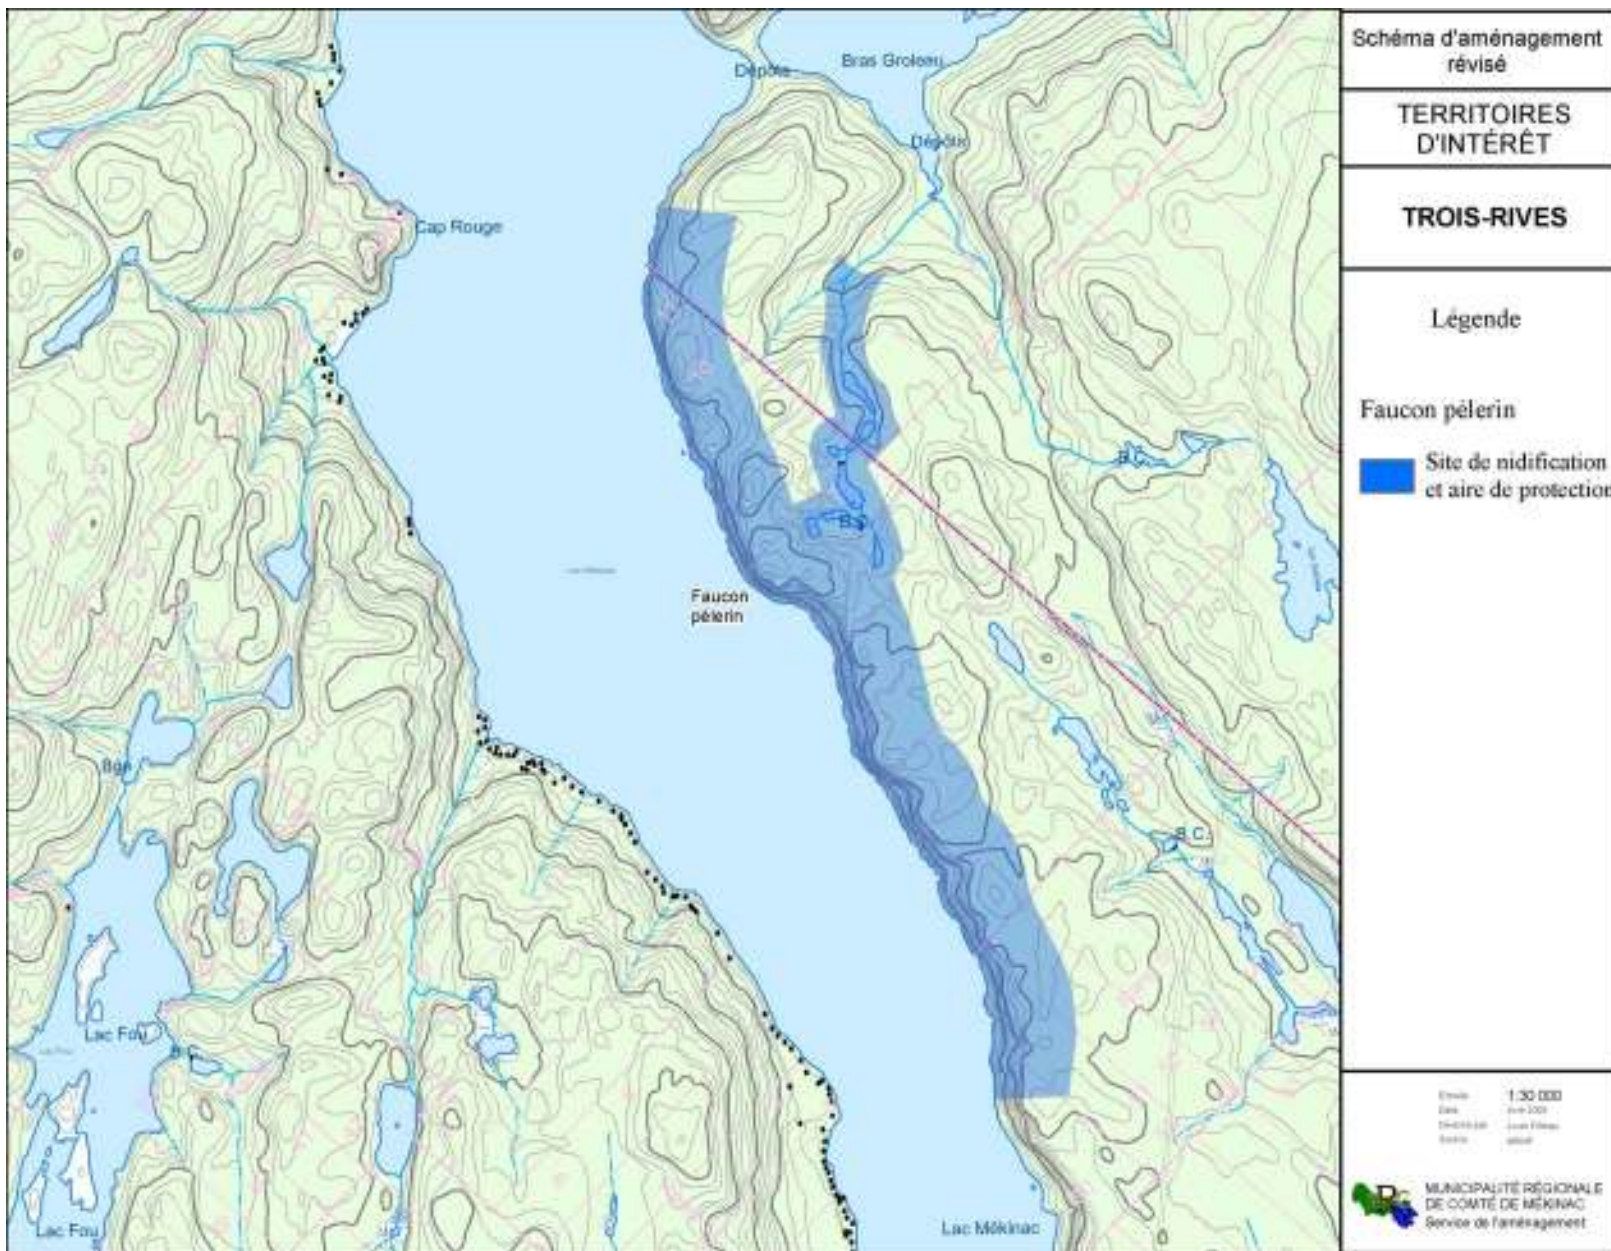 Schéma d'aménagement
révisé
TERRITOIRES
D'INTÉRÊT
TROIS-RIVES
Légende
Faucon pélerin
Site de nidification
et aire de protection
1:30 000
MUNICIPALITÉ RÉGIONALE
DE COMTÉ DE MÉKINAC
Service de l'aménagement
Dépôts
Bras Groleau
Dépôts
Cap Rouge
B.C.
B.C.
Faucon
pélerin
B.C.
Lac Fou
B.C.
Lac Fou
Lac Mékinac